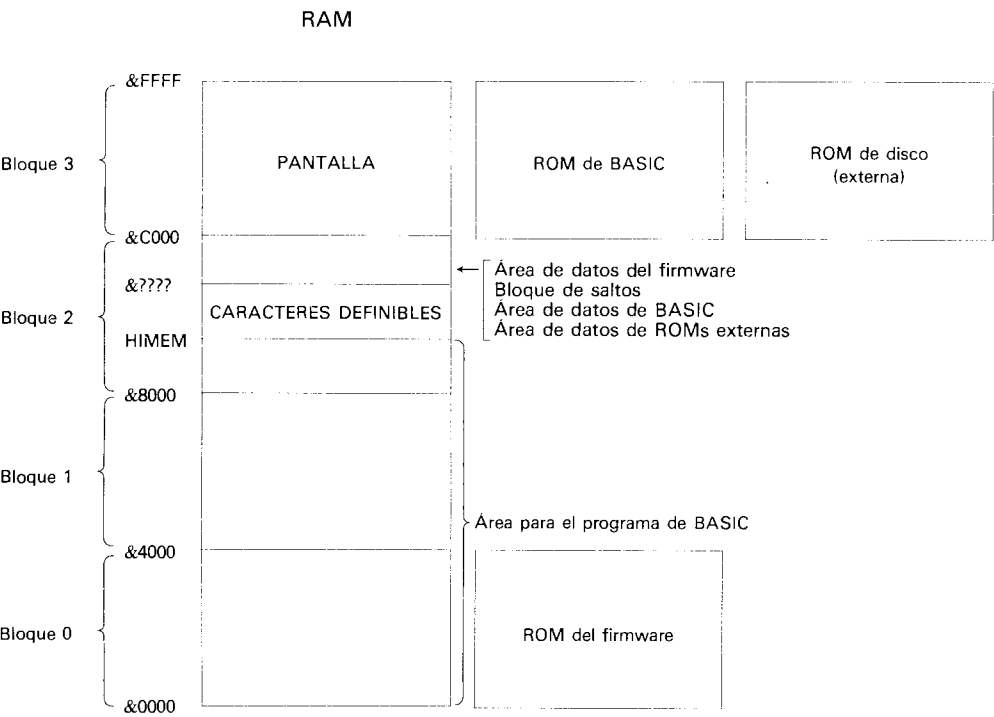 RAM
&FFFF
Bloque 3
PANTALLA
ROM de BASIC
ROM de disco
(externa)
&C000
Área de datos del firmware
Bloque de saltos
Área de datos de BASIC
Área de datos de ROMs externas
&????
Bloque 2
CARACTERES DEFINIBLES
HIMEM
&8000
Bloque 1
Área para el programa de BASIC
&4000
Bloque 0
ROM del firmware
&0000